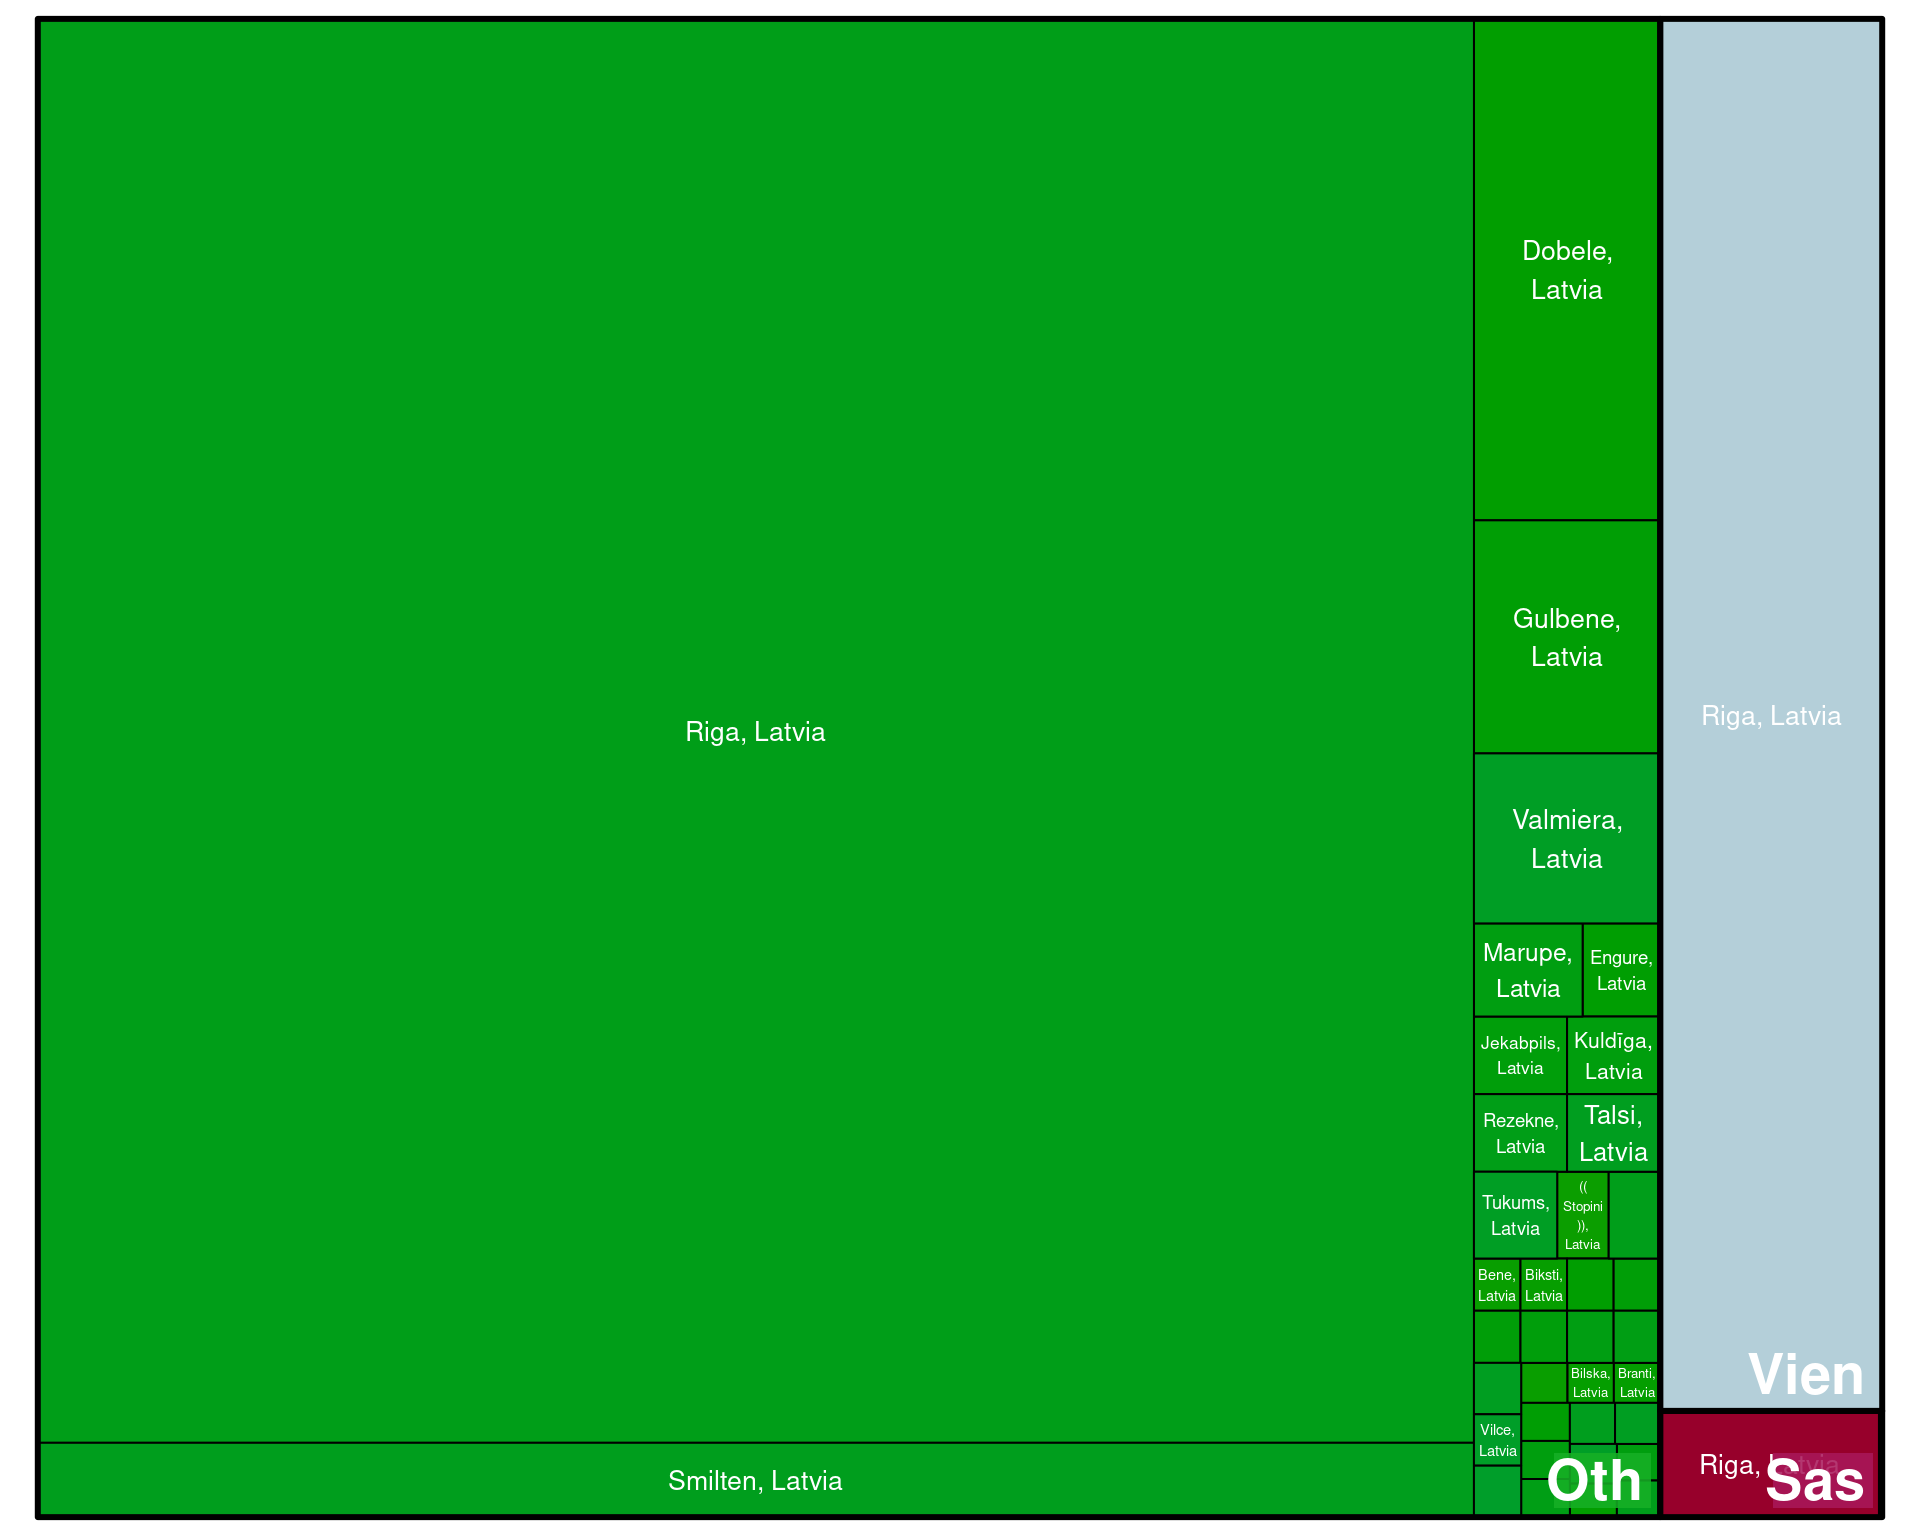 Riga, Latvia
Smilten, Latvia
Dobele,
Latvia
Gulbene,
Latvia
Valmiera,
Latvia
Marupe,
Latvia
Engure,
Latvia
Jekabpils,
Latvia
Kuldīga,
Latvia
Rezekne,
Latvia
Talsi,
Latvia
Tukums,
Latvia
((
Stopini
)),
Latvia
Bene,
Latvia
Biksti,
Latvia
Bilska,
Latvia
Branti,
Latvia
Vilce,
Latvia
Oth
Riga, Latvia
Vien
Riga, Latvia
Sas